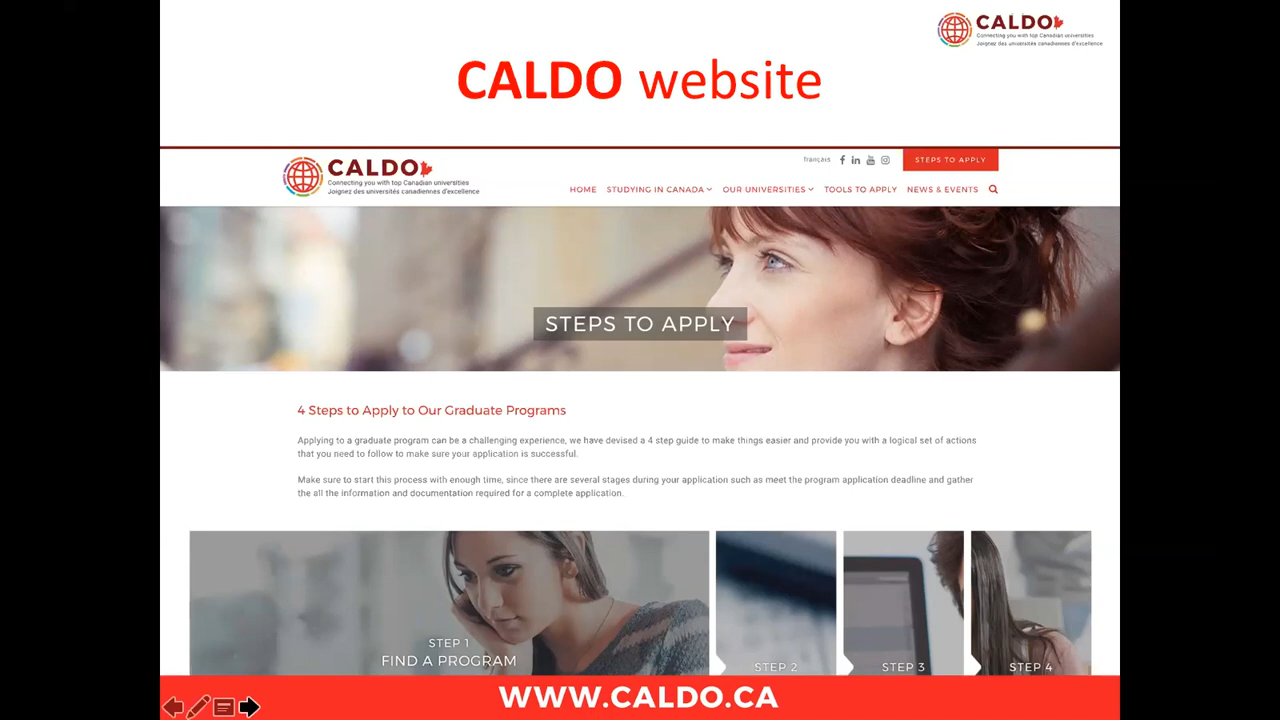 CALDO
Connecting you with top Canadian universities
Joignez des universités canadiennes d'excellence
CALDO website
CALDO
Connecting you with top Canadian universities
Joignez des universités canadiennes d'excellence
français
STEPS TO APPLY
HOME STUDYING IN CANADA OUR UNIVERSITIES TOOLS TO APPLY NEWS & EVENTS
STEPS TO APPLY
4 Steps to Apply to Our Graduate Programs
Applying to a graduate program can be a challenging experience, we have devised a 4 step guide to make things easier and provide you with a logical set of actions
that you need to follow to make sure your application is successful.
Make sure to start this process with enough time, since there are several stages during your application such as meet the program application deadline and gather
the all the information and documentation required for a complete application.
STEP 1
FIND A PROGRAM
STEP 2
STEP 3
STEP 4
WWW.CALDO.CA